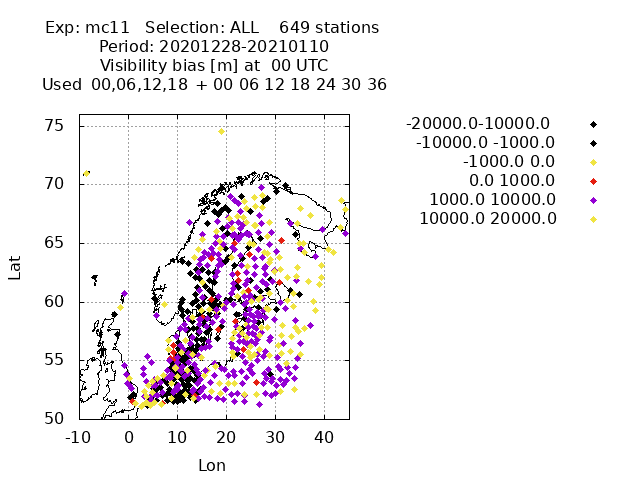 Exp: mc11   Selection: ALL    649 stations
Period: 20201228-20210110
Visibility bias [m] at  00 UTC
Used  00,06,12,18  + 00 06 12 18 24 30 36
-20000.0-10000.0
-10000.0 -1000.0
-1000.0 0.0
0.0 1000.0
1000.0 10000.0
10000.0 20000.0
75
70
65
60
55
50
Lat
-10 0 10 20 30 40
Lon